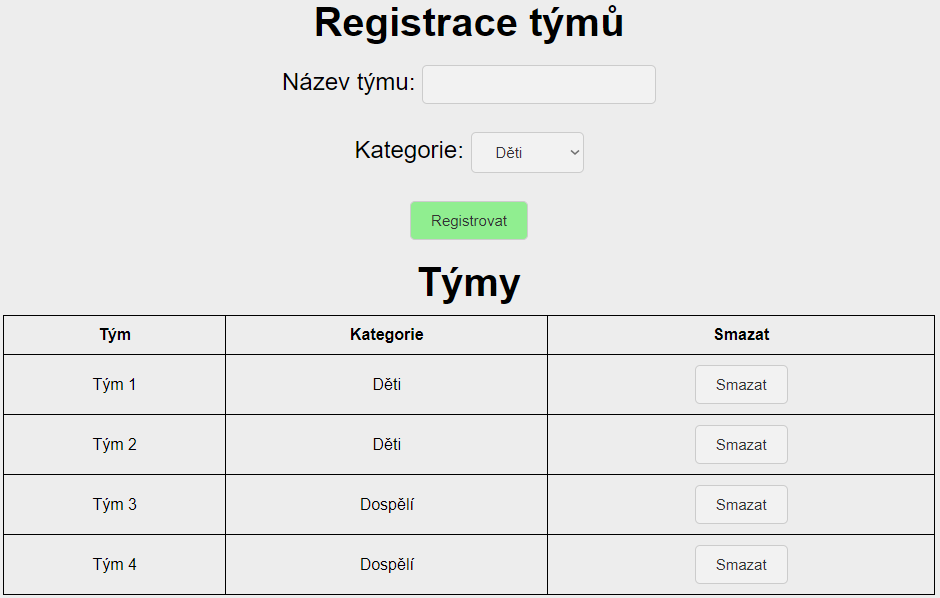 Registrace týmů
Název týmu:
Kategorie: Děti
Registrovat
Týmy
Tým Kategorie Smazat
Tým 1 Děti Smazat
Tým 2 Děti Smazat
Tým 3 Dospělí Smazat
Tým 4 Dospělí Smazat